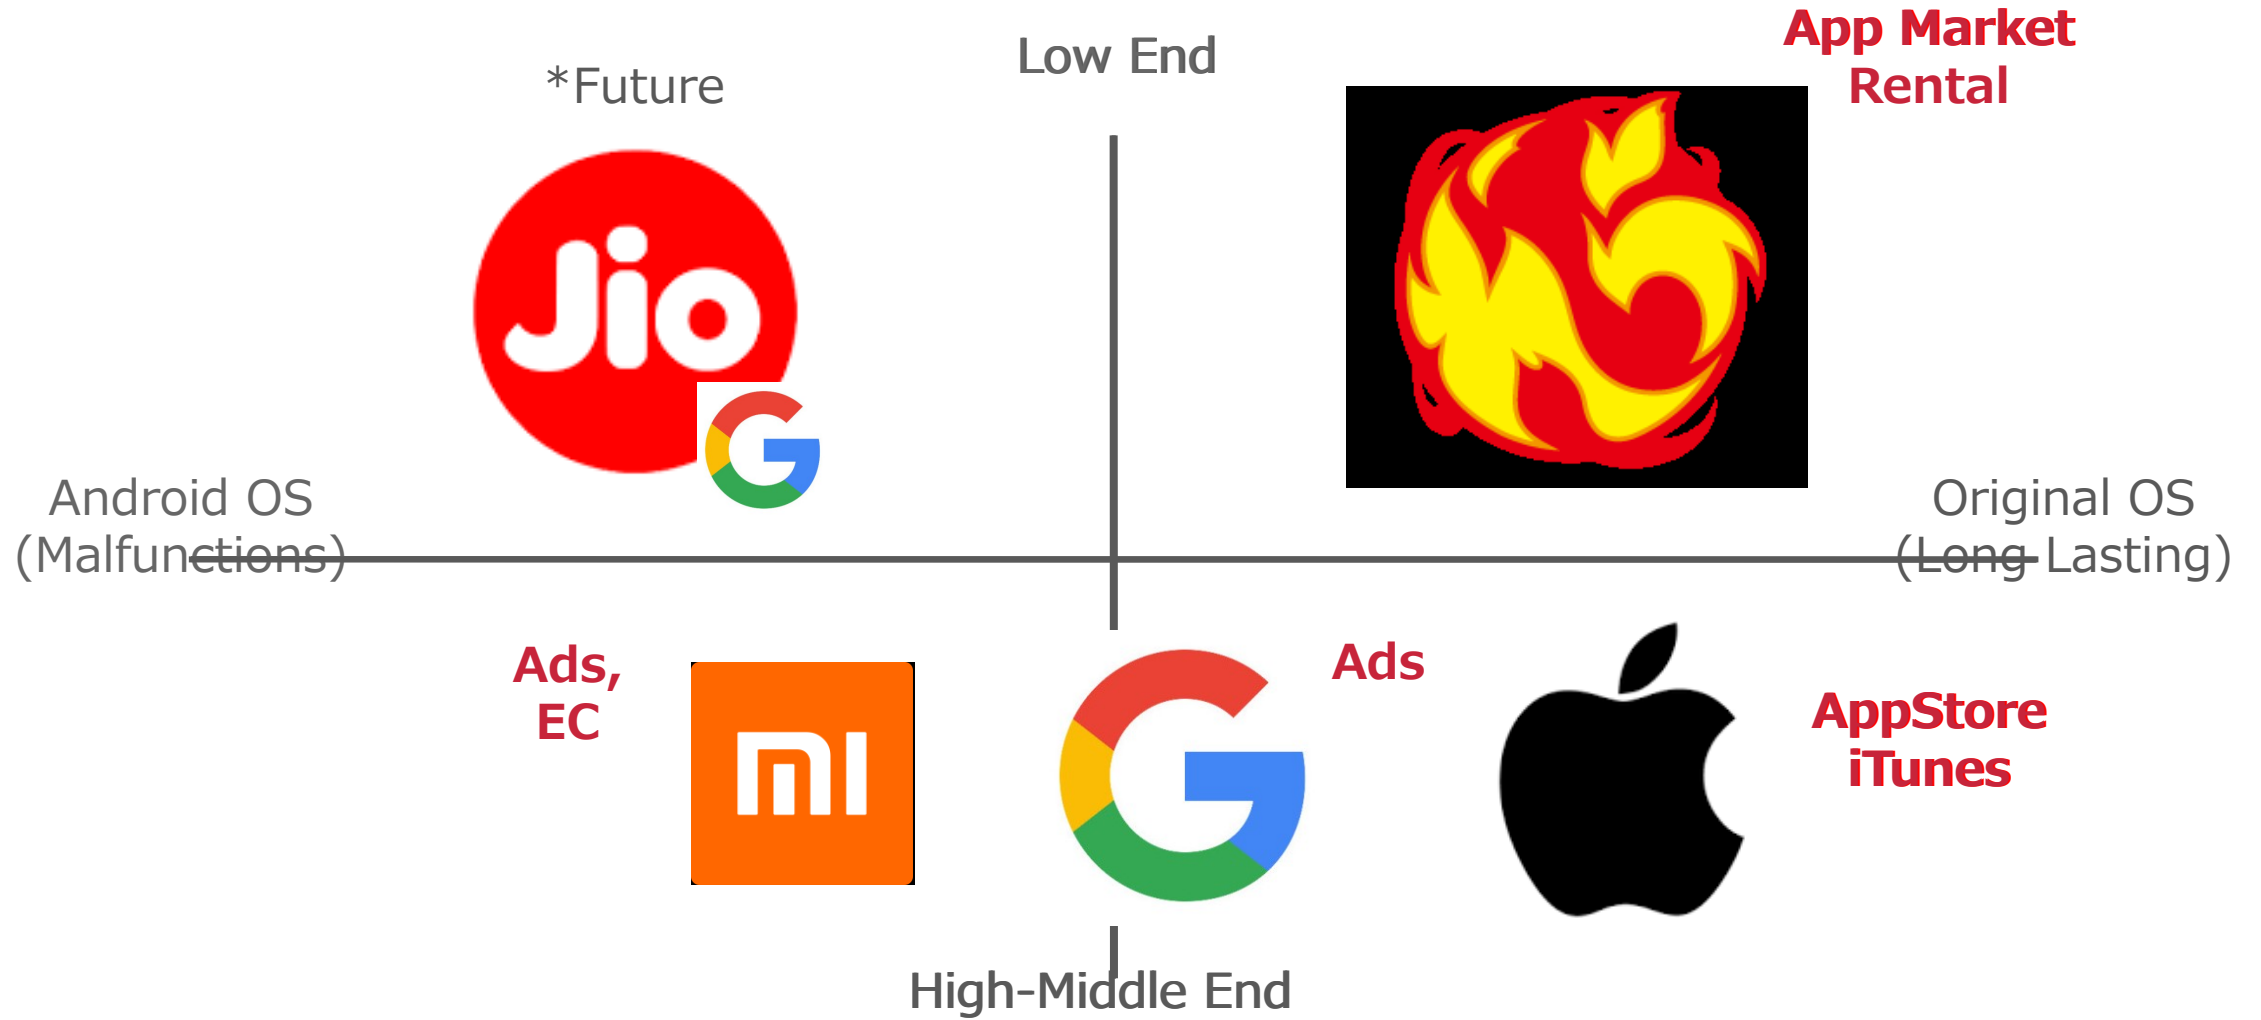 App Market
Rental
Low End
*Future
Jio
G
Android OS
(Malfunctions)
Original OS
(Long Lasting)
Ads,
EC
mi
G
Ads
AppStore
iTunes
High-Middle End